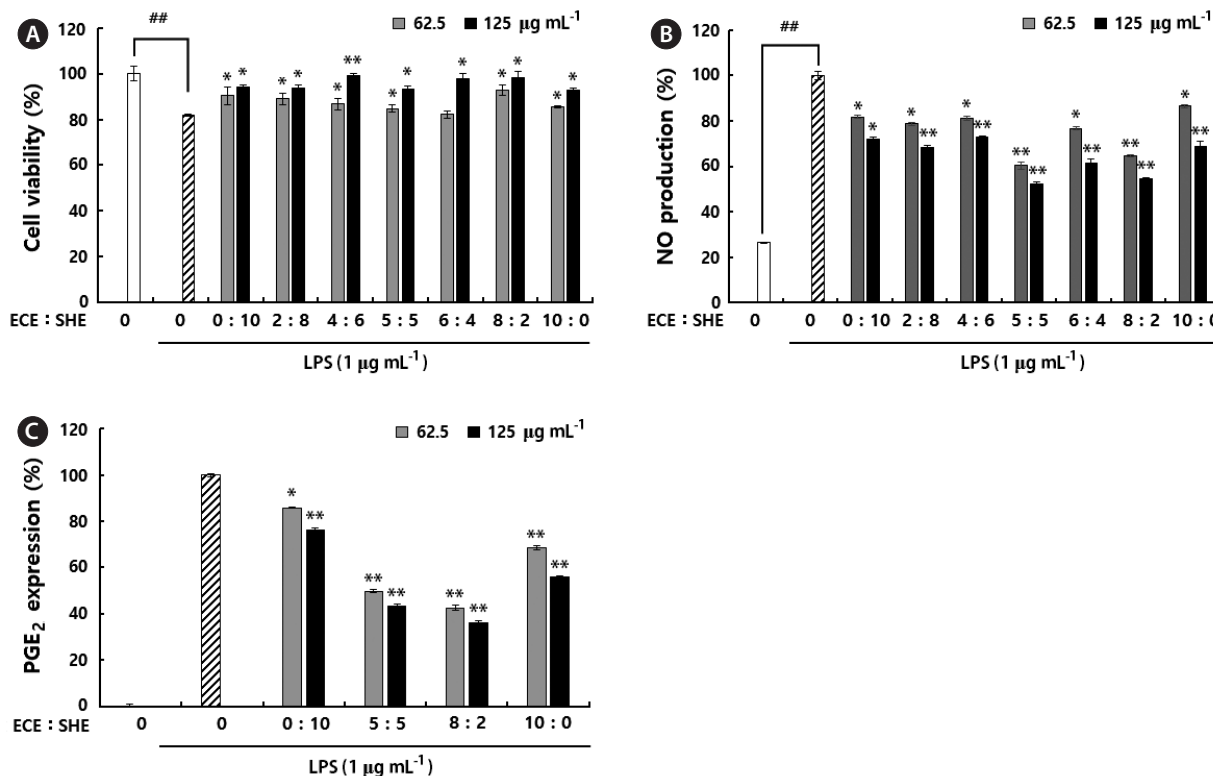 A
Cell viability (%)
62.5 125 µg mL-1
120
100
80
60
40
20
0
##
* * * * * ** * * * * * * *
ECE : SHE 0 0 0 : 10 2 : 8 4 : 6 5 : 5 6 : 4 8 : 2 10 : 0
LPS (1 µg mL-1)
B
NO production (%)
62.5 125 µg mL-1
120
100
80
60
40
20
0
##
* * * ** * ** ** ** * ** ** ** * **
ECE : SHE 0 0 0 : 10 2 : 8 4 : 6 5 : 5 6 : 4 8 : 2 10 : 0
LPS (1 µg mL-1)
C
PGE2 expression (%)
62.5 125 µg mL-1
120
100
80
60
40
20
0
* ** ** ** ** ** ** **
ECE : SHE 0 0 0 : 10 5 : 5 8 : 2 10 : 0
LPS (1 µg mL-1)